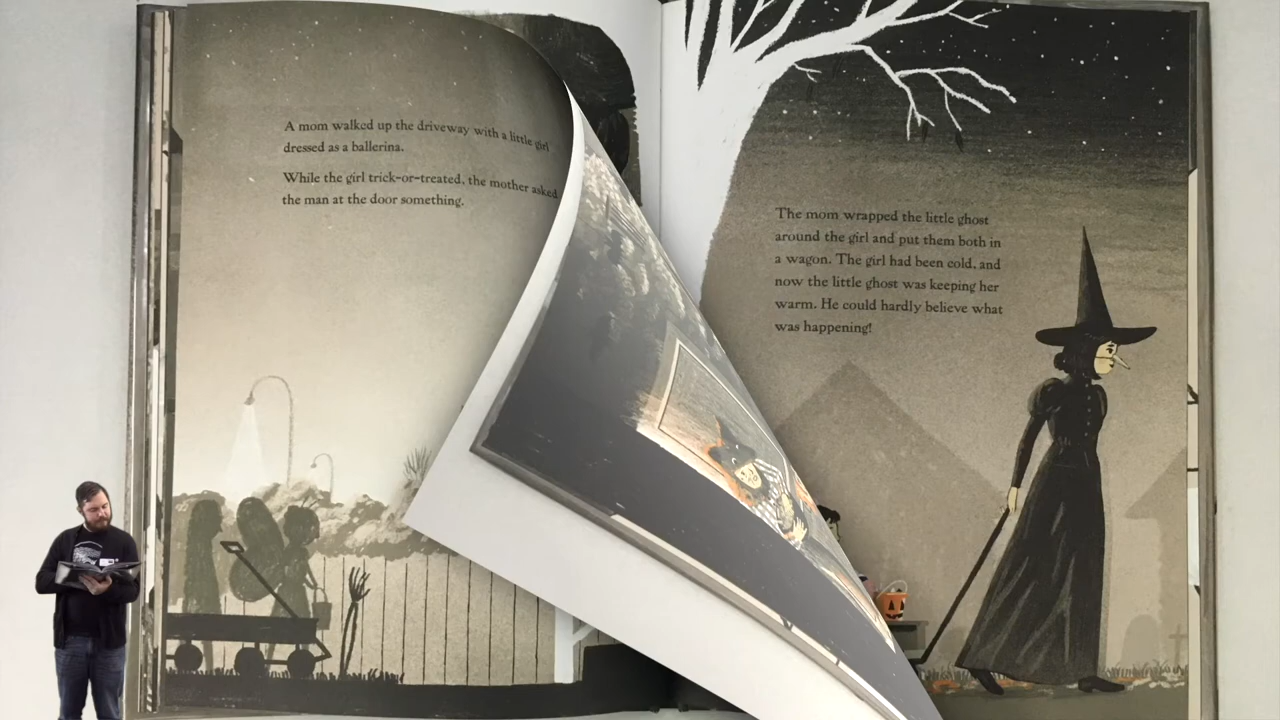 A mom walked up the driveway with a little girl
dressed as a ballerina.
While the girl trick-or-treated, the mother asked
the man at the door something.
The mom wrapped the little ghost
around the girl and put them both in
a wagon. The girl had been cold, and
now the little ghost was keeping her
warm. He could hardly believe what
was happening!